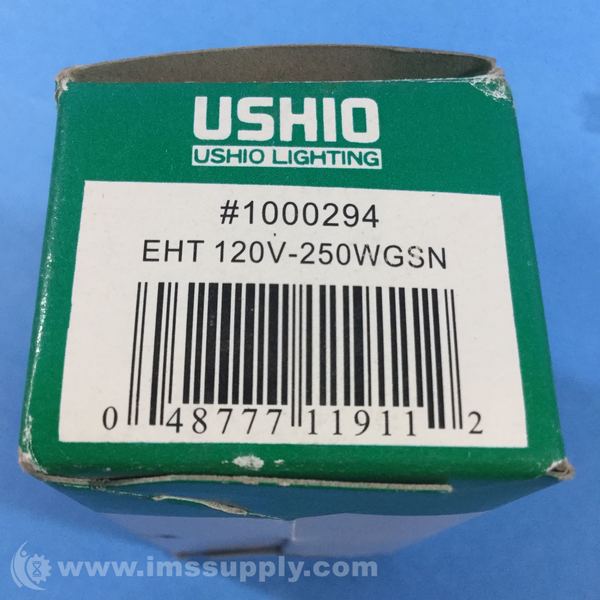 USHIO
USHIO LIGHTING
#1000294
EHT 120V-250WGSN
0 48777 11911 2
www.imssupply.com